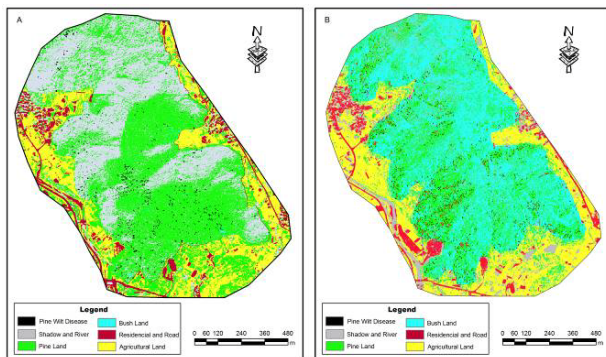 A
N
Legend
Pine Wilt Disease
Bush Land
Shadow and River
Residencial and Road
Pine Land
Agricultural Land
0 60 120 240 360 480
m
B
N
Legend
Pine Wilt Disease
Bush Land
Shadow and River
Residencial and Road
Pine Land
Agricultural Land
0 60 120 240 360 480
m